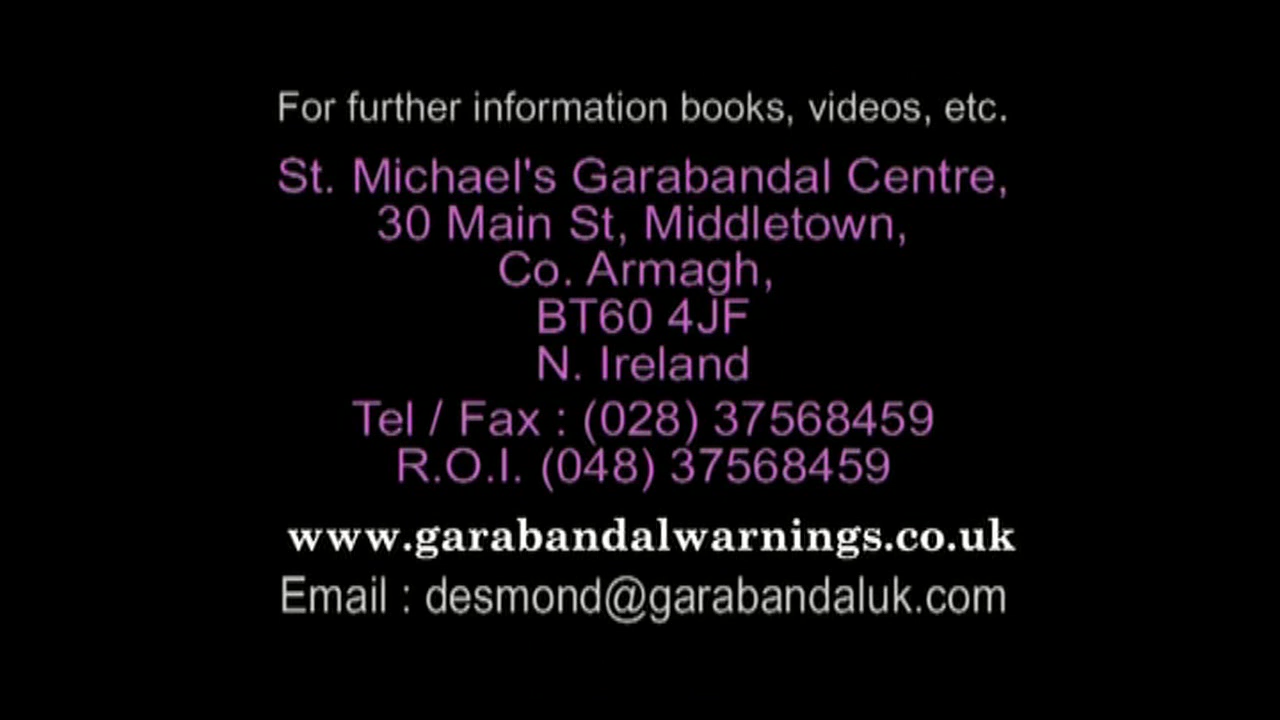 For further information books, videos, etc.
St. Michael's Garabandal Centre,
30 Main St, Middletown,
Co. Armagh,
BT60 4JF
N. Ireland
Tel / Fax : (028) 37568459
R.O.I. (048) 37568459
www.garabandalwarnings.co.uk
Email : desmond@garabandaluk.com